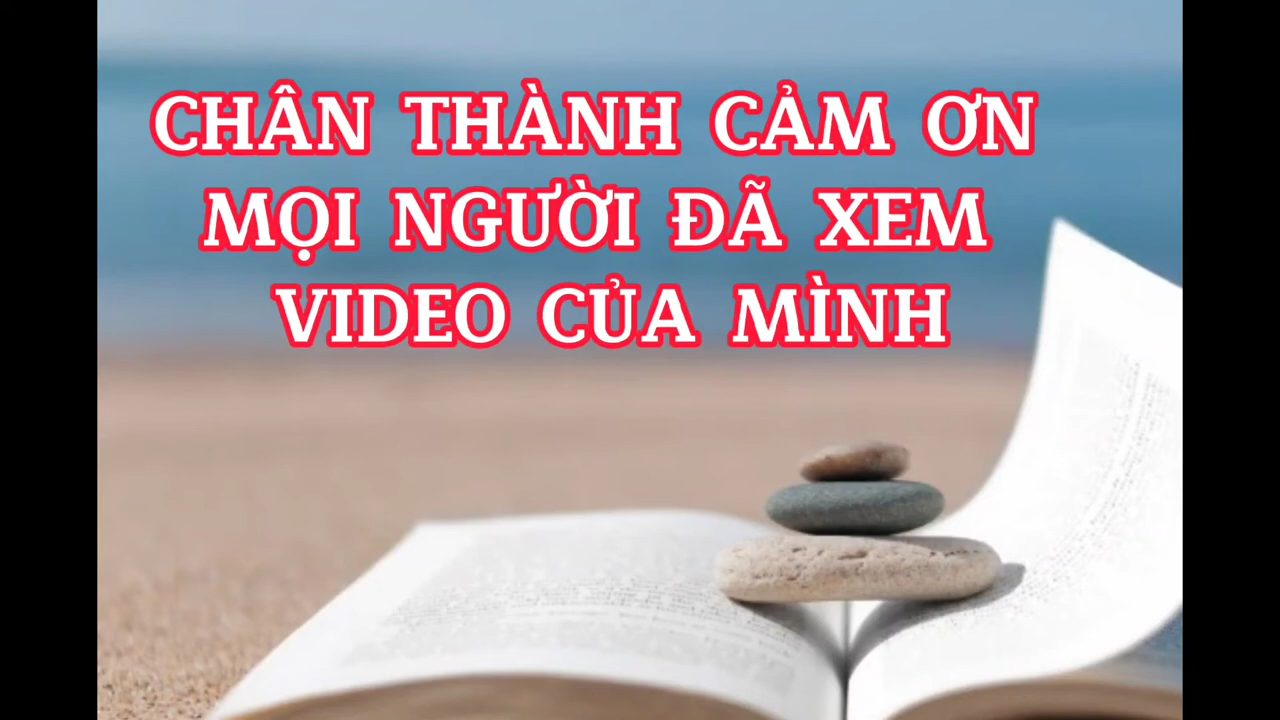 CHÂN THÀNH CẢM ƠN
MỌI NGƯỜI ĐÃ XEM
VIDEO CỦA MÌNH